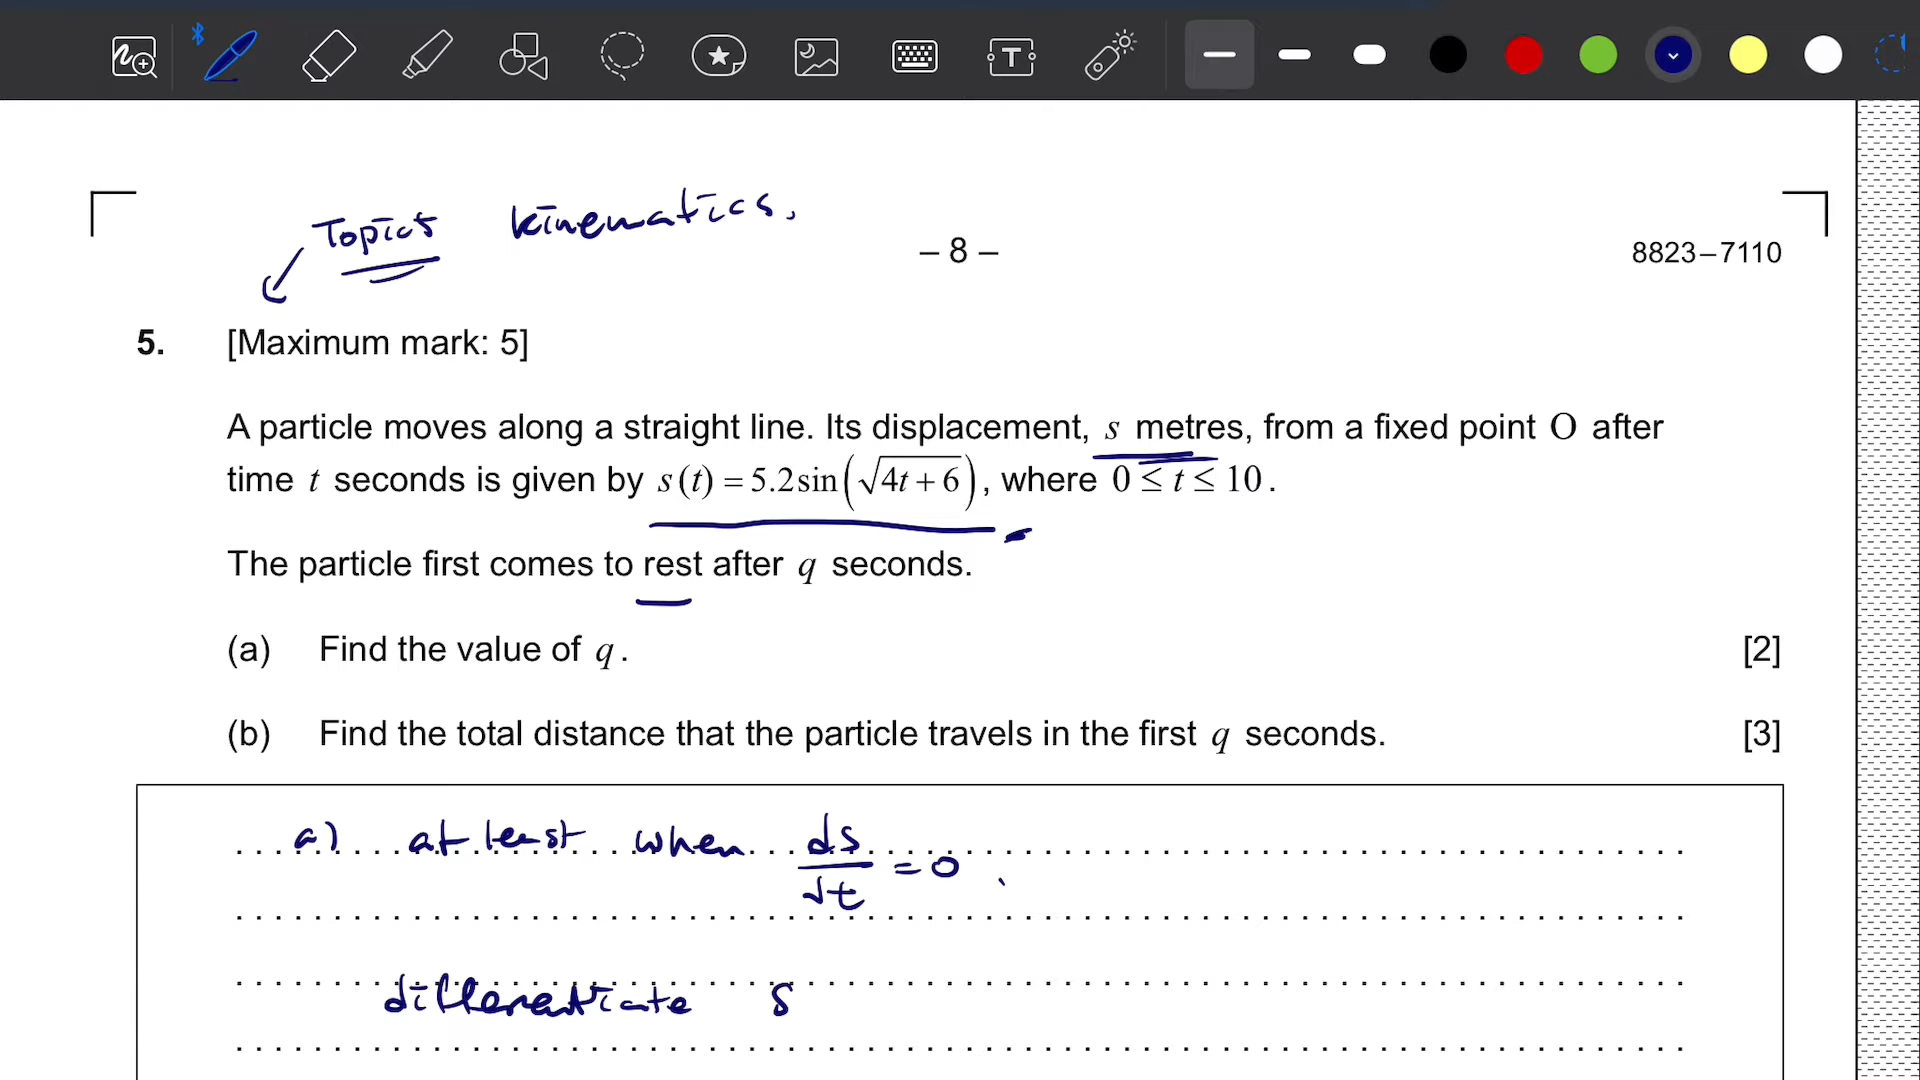 Topics kinematics.
– 8 –
8823–7110
5. [Maximum mark: 5]
A particle moves along a straight line. Its displacement, s metres, from a fixed point O after
time t seconds is given by s(t) = 5.2sin(√(4t + 6)), where 0 ≤ t ≤ 10.
The particle first comes to rest after q seconds.
(a) Find the value of q. [2]
(b) Find the total distance that the particle travels in the first q seconds. [3]
a) at lest when ds/dt = 0.
differentiate s